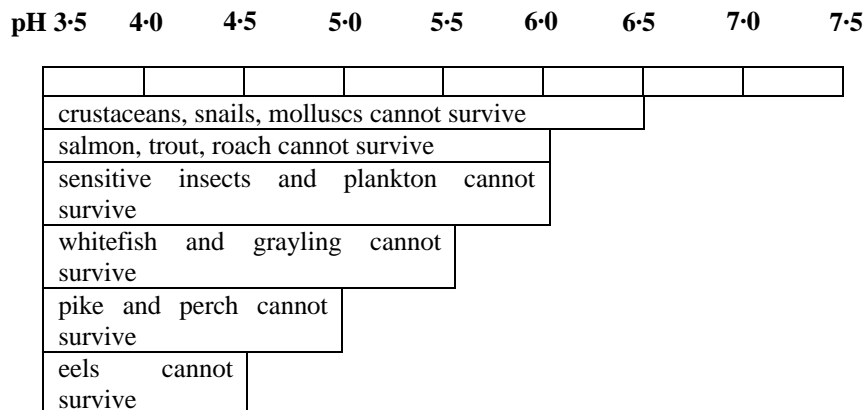 pH 3·5 4·0 4·5 5·0 5·5 6·0 6·5 7·0 7·5
crustaceans, snails, molluscs cannot survive
salmon, trout, roach cannot survive
sensitive insects and plankton cannot
survive
whitefish and grayling cannot
survive
pike and perch cannot
survive
eels cannot
survive